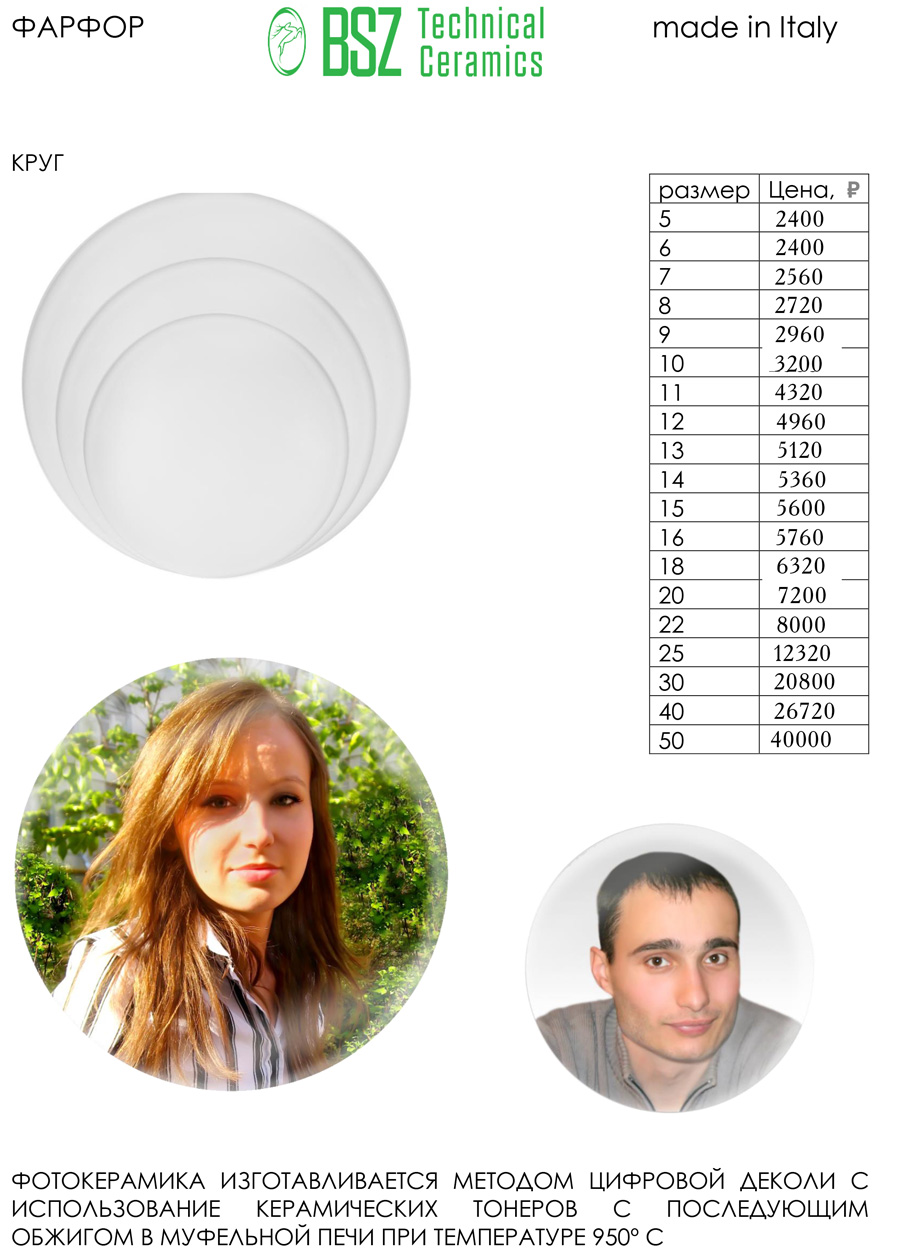 ФАРФОР
BSZ Technical
Ceramics
made in Italy
КРУГ
размер Цена, ₽
5 2400
6 2400
7 2560
8 2720
9 2960
10 3200
11 4320
12 4960
13 5120
14 5360
15 5600
16 5760
18 6320
20 7200
22 8000
25 12320
30 20800
40 26720
50 40000
ФОТОКЕРАМИКА ИЗГОТАВЛИВАЕТСЯ МЕТОДОМ ЦИФРОВОЙ ДЕКОЛИ С
ИСПОЛЬЗОВАНИЕ КЕРАМИЧЕСКИХ ТОНЕРОВ С ПОСЛЕДУЮЩИМ
ОБЖИГОМ В МУФЕЛЬНОЙ ПЕЧИ ПРИ ТЕМПЕРАТУРЕ 950° С